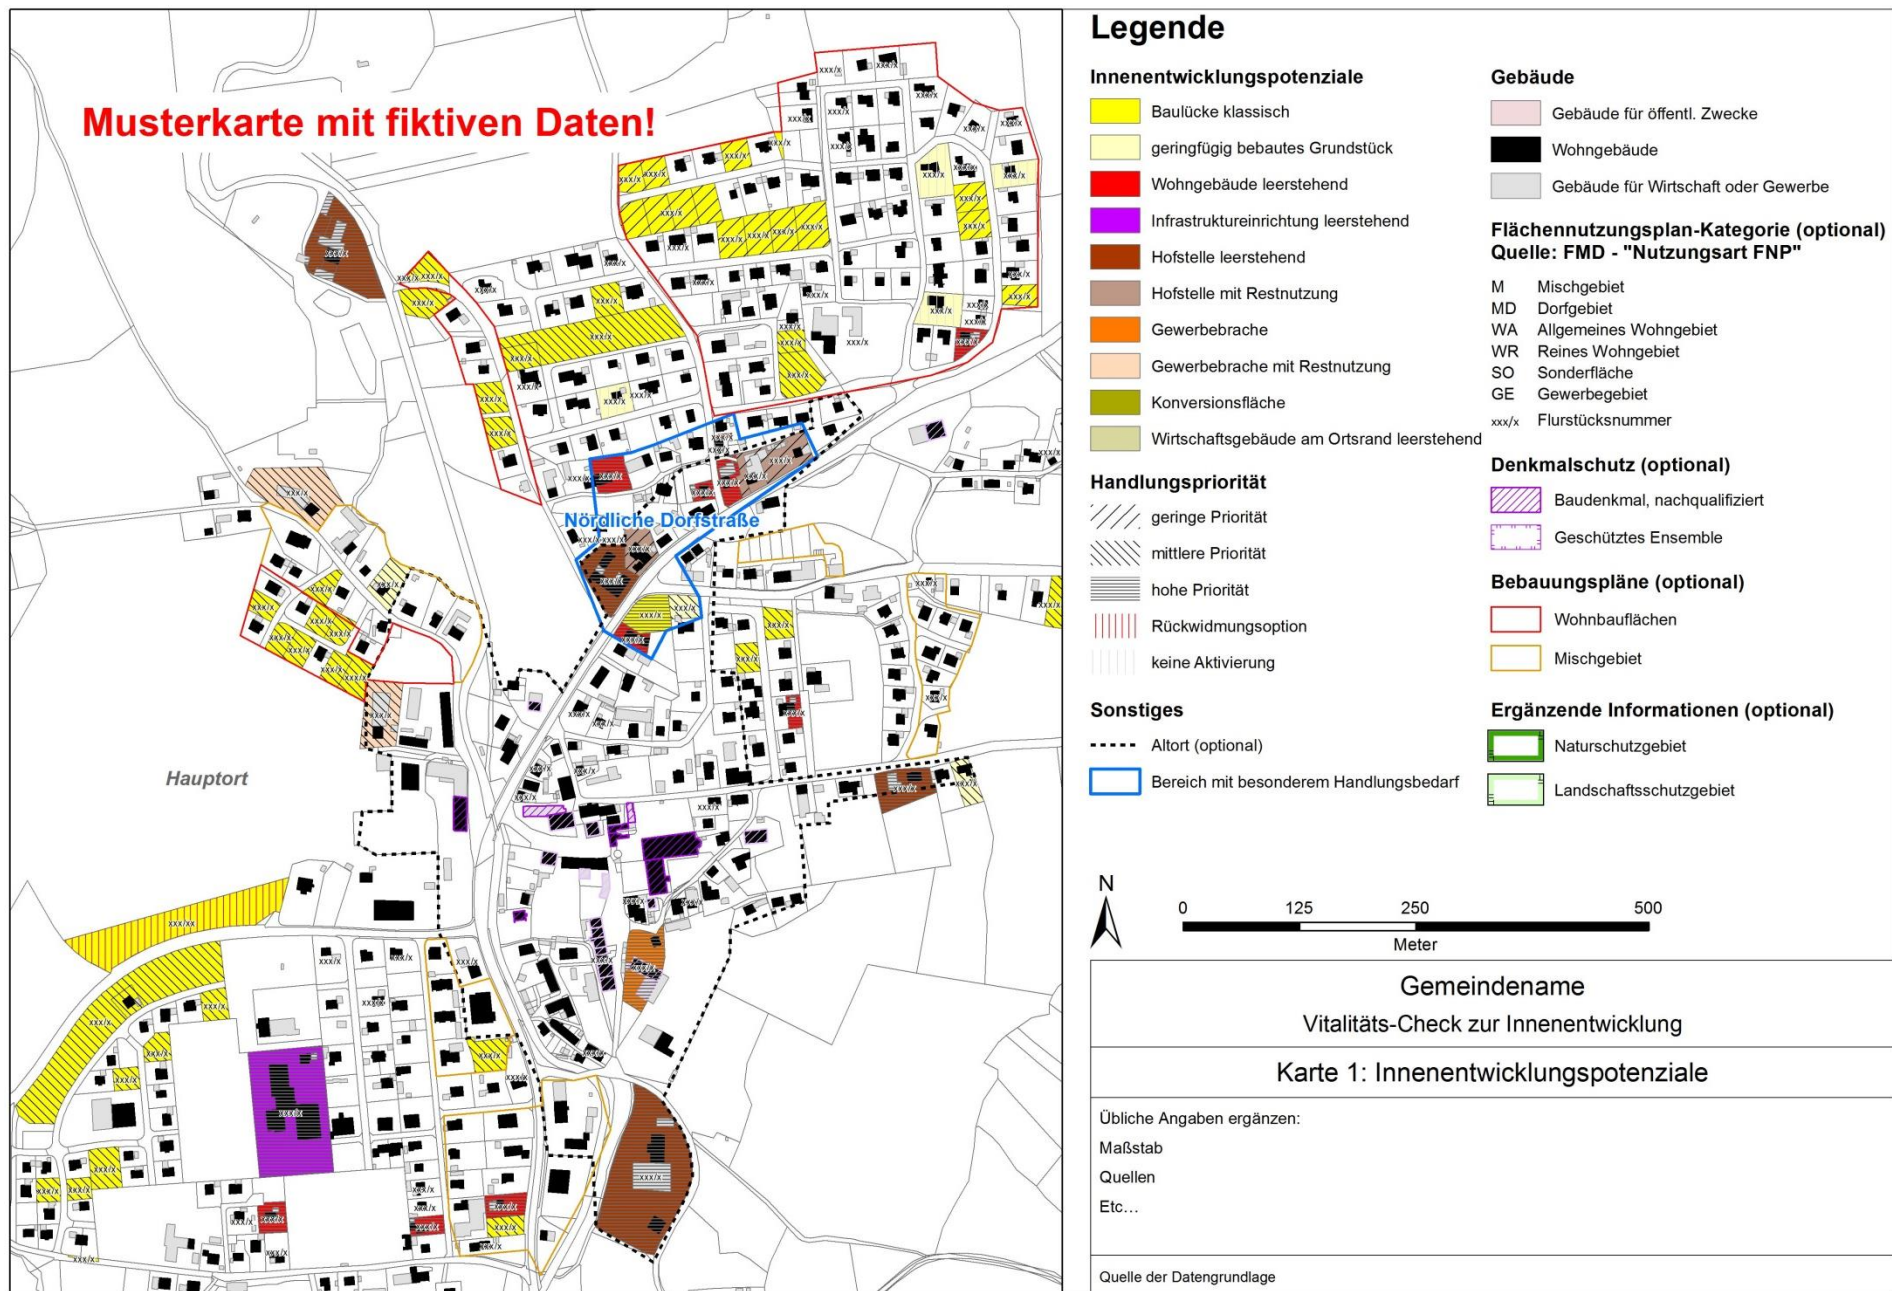 Musterkarte mit fiktiven Daten!
Nördliche Dorfstraße
Hauptort
Legende
Innenentwicklungspotenziale
Baulücke klassisch
geringfügig bebautes Grundstück
Wohngebäude leerstehend
Infrastruktureinrichtung leerstehend
Hofstelle leerstehend
Hofstelle mit Restnutzung
Gewerbebrache
Gewerbebrache mit Restnutzung
Konversionsfläche
Wirtschaftsgebäude am Ortsrand leerstehend
Handlungspriorität
geringe Priorität
mittlere Priorität
hohe Priorität
Rückwidmungsoption
keine Aktivierung
Sonstiges
Altort (optional)
Bereich mit besonderem Handlungsbedarf
Gebäude
Gebäude für öffentl. Zwecke
Wohngebäude
Gebäude für Wirtschaft oder Gewerbe
Flächennutzungsplan-Kategorie (optional)
Quelle: FMD - "Nutzungsart FNP"
M Mischgebiet
MD Dorfgebiet
WA Allgemeines Wohngebiet
WR Reines Wohngebiet
SO Sonderfläche
GE Gewerbegebiet
xxx/x Flurstücksnummer
Denkmalschutz (optional)
Baudenkmal, nachqualifiziert
Geschütztes Ensemble
Bebauungspläne (optional)
Wohnbauflächen
Mischgebiet
Ergänzende Informationen (optional)
Naturschutzgebiet
Landschaftsschutzgebiet
N
0 125 250 500
Meter
Gemeindename
Vitalitäts-Check zur Innenentwicklung
Karte 1: Innenentwicklungspotenziale
Übliche Angaben ergänzen:
Maßstab
Quellen
Etc…
Quelle der Datengrundlage